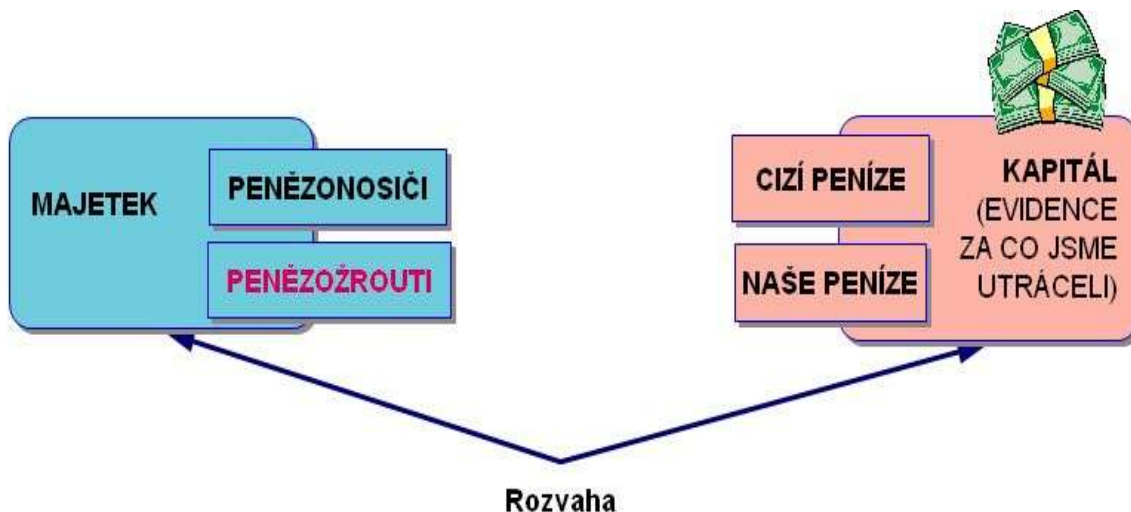 MAJETEK
PENĚZONOSIČI
PENĚZOŽROUTI
CIZÍ PENÍZE
NAŠE PENÍZE
KAPITÁL
(EVIDENCE
ZA CO JSME
UTRÁCELI)
Rozvaha